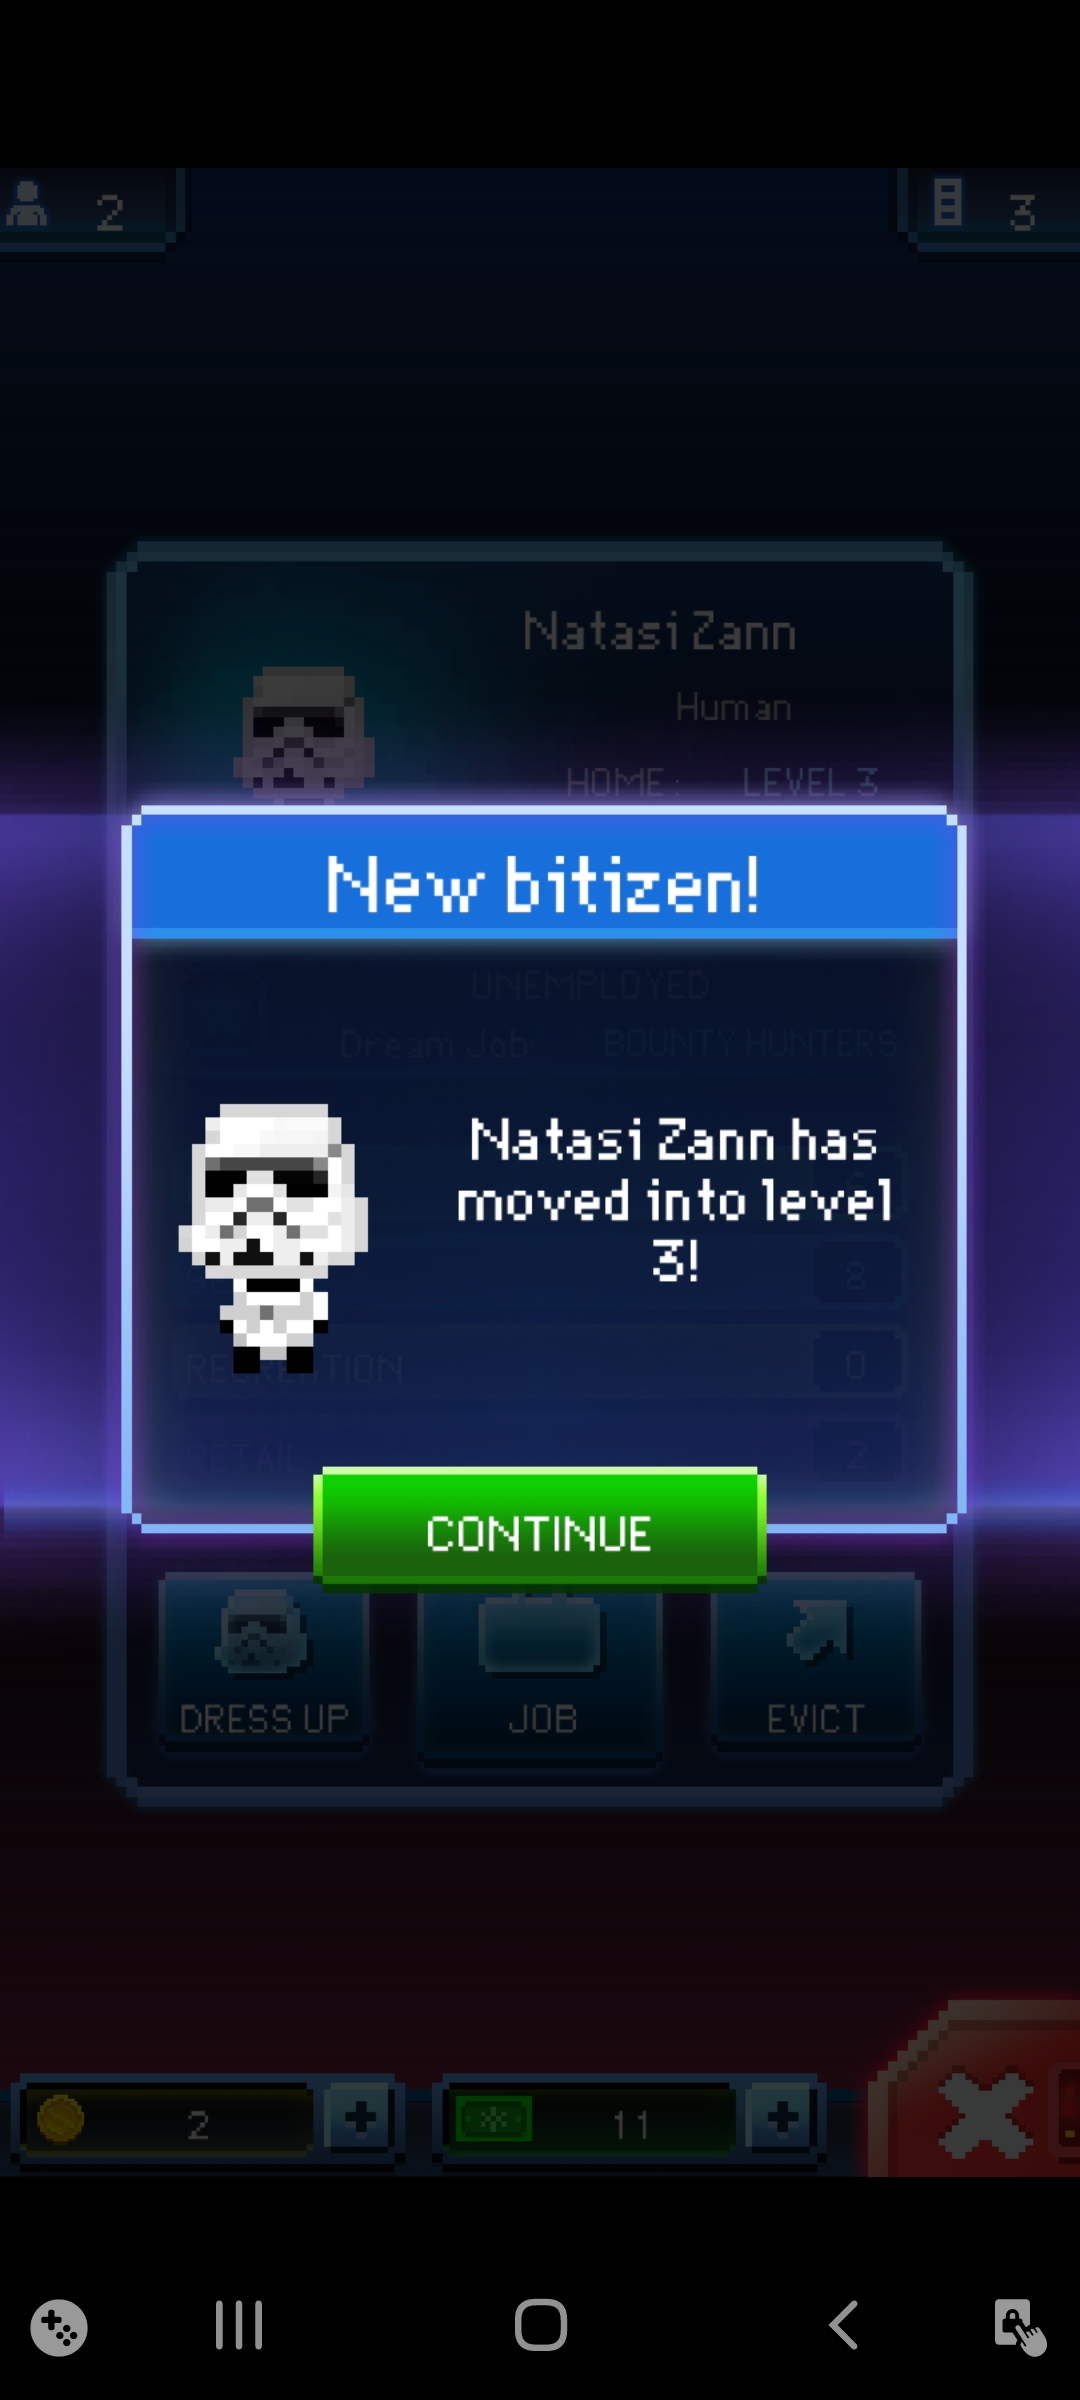 2
3
Natasi Zann
Human
HOME: LEVEL 3
New bitizen!
UNEMPLOYED
Dream Job: BOUNTY HUNTERS
Natasi Zann has
moved into level
3!
8
RECREATION 0
RETAIL 2
CONTINUE
DRESS UP JOB EVICT
2 11